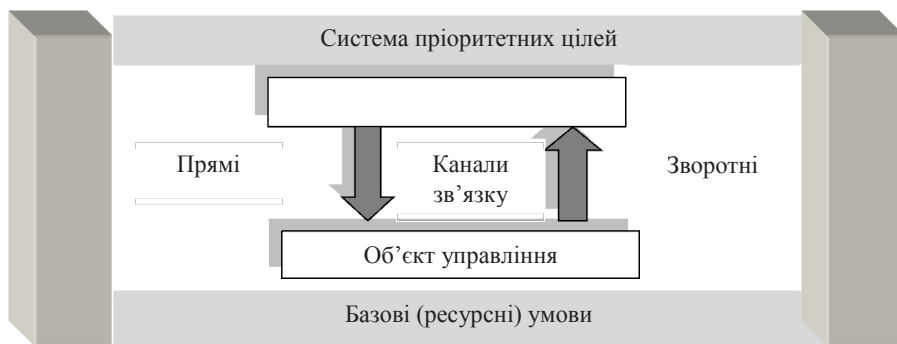 Система пріоритетних цілей
Прямі
Канали
зв’язку
Зворотні
Об’єкт управління
Базові (ресурсні) умови